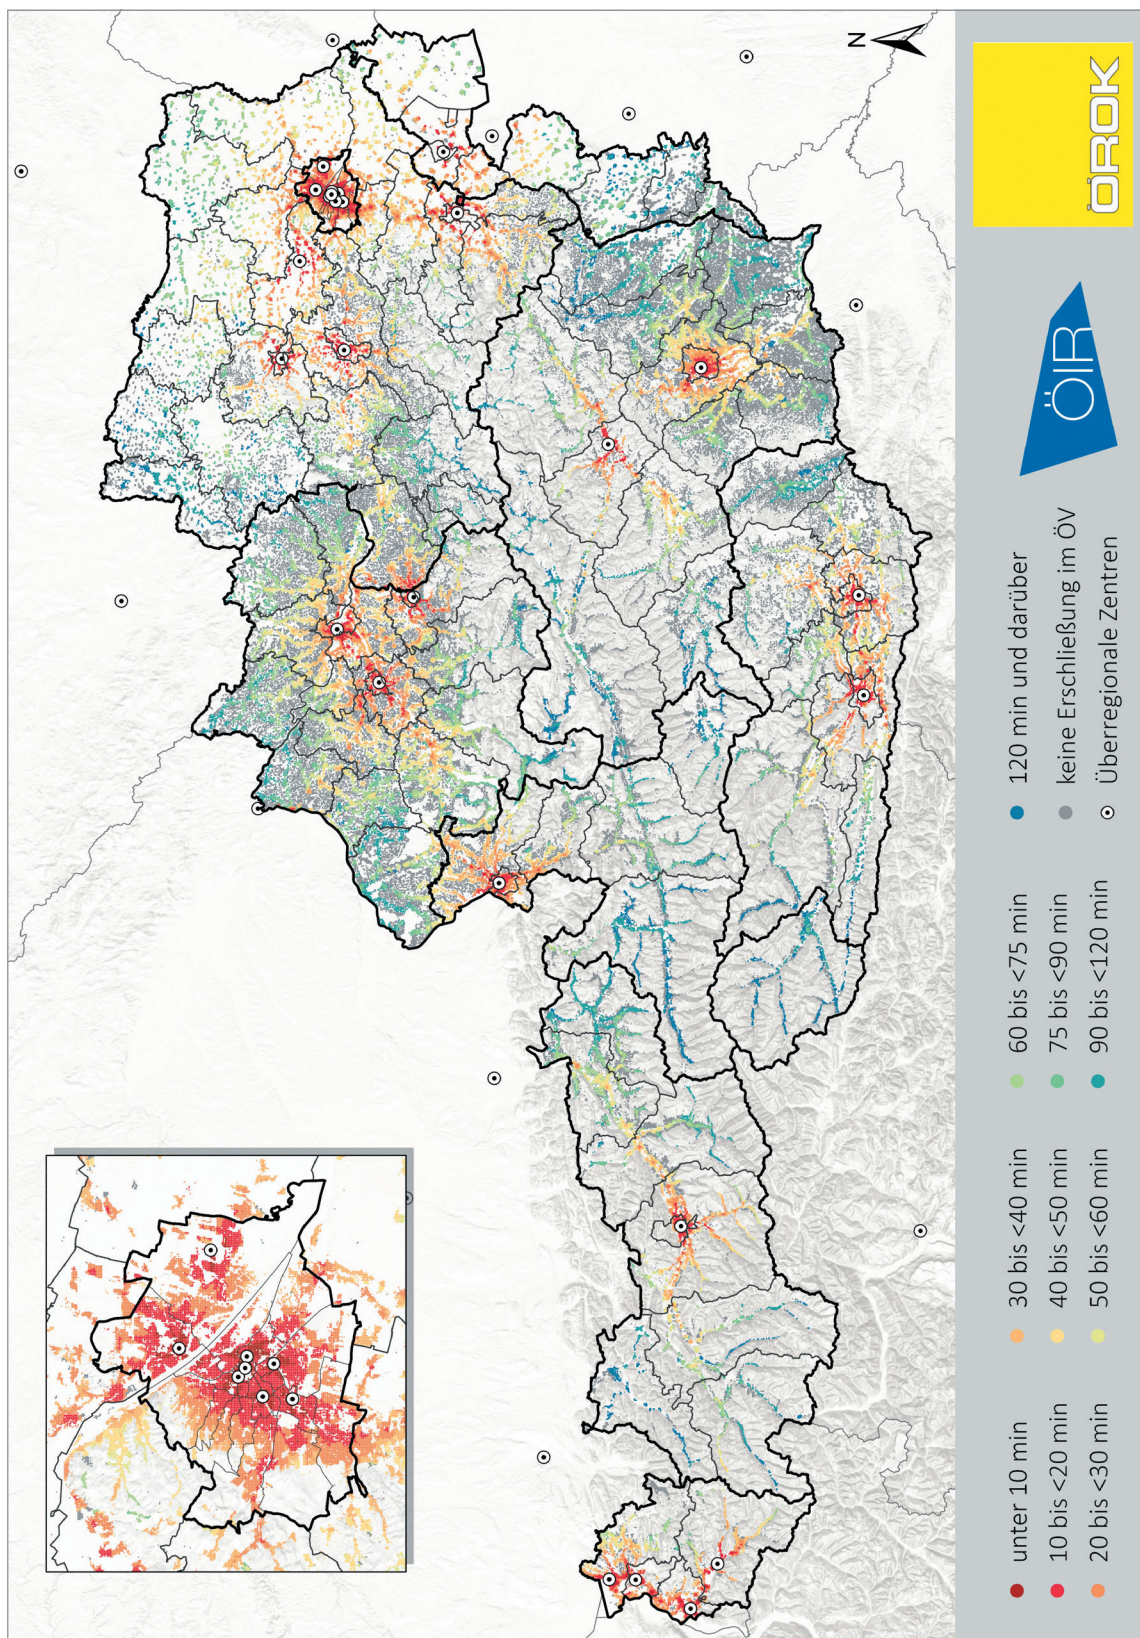 N
unter 10 min
10 bis <20 min
20 bis <30 min
30 bis <40 min
40 bis <50 min
50 bis <60 min
60 bis <75 min
75 bis <90 min
90 bis <120 min
120 min und darüber
keine Erschließung im ÖV
Überregionale Zentren
ÖIR
ÖROK